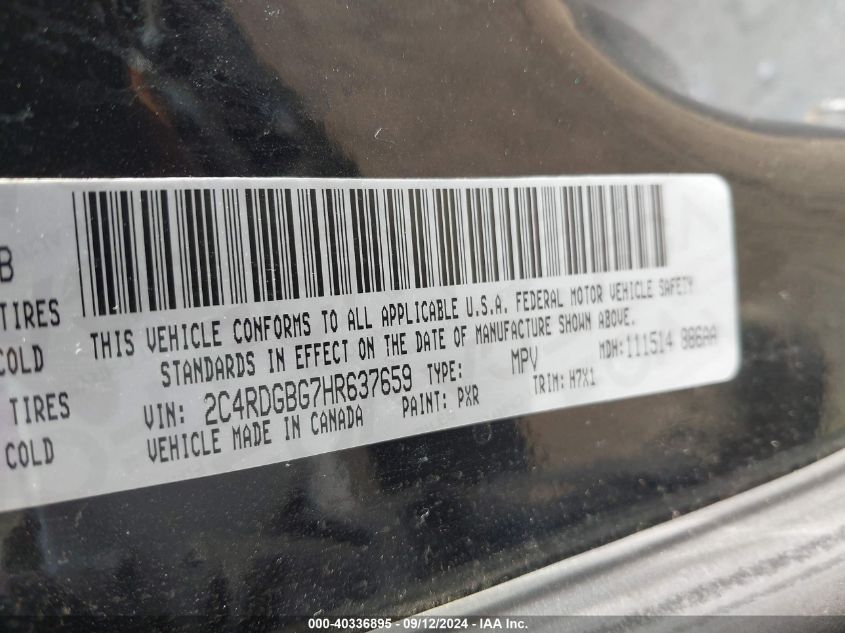 B
TIRES
COLD
TIRES
COLD
THIS VEHICLE CONFORMS TO ALL APPLICABLE U.S.A. FEDERAL MOTOR VEHICLE SAFETY
STANDARDS IN EFFECT ON THE DATE OF MANUFACTURE SHOWN ABOVE.
VIN: 2C4RDGBG7HR637659 TYPE: MPV MDH:111514 986AA
VEHICLE MADE IN CANADA PAINT: PXR TRIM: H7X1
000-40336895 - 09/12/2024 - IAA Inc.